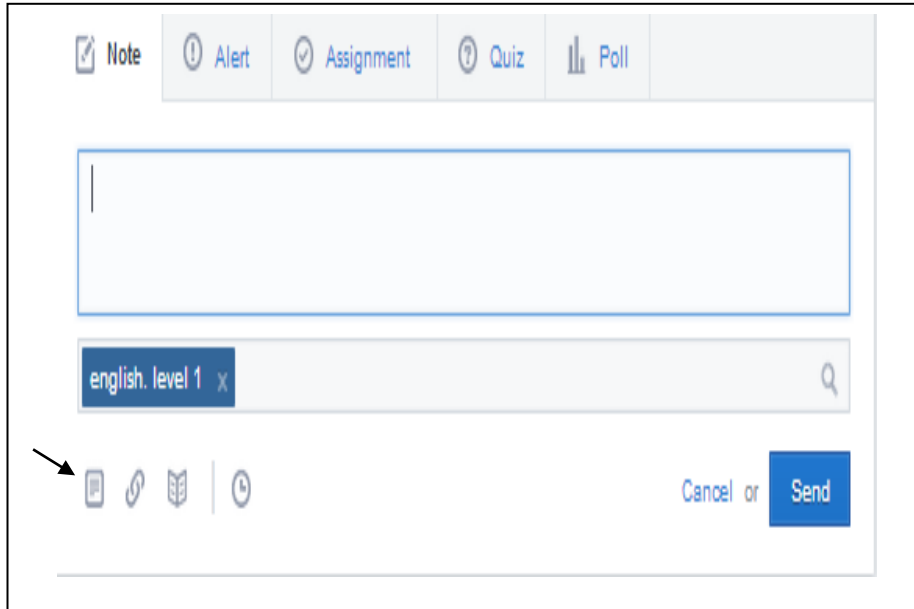 Note Alert Assignment Quiz Poll
english. level 1 x
Cancel or Send